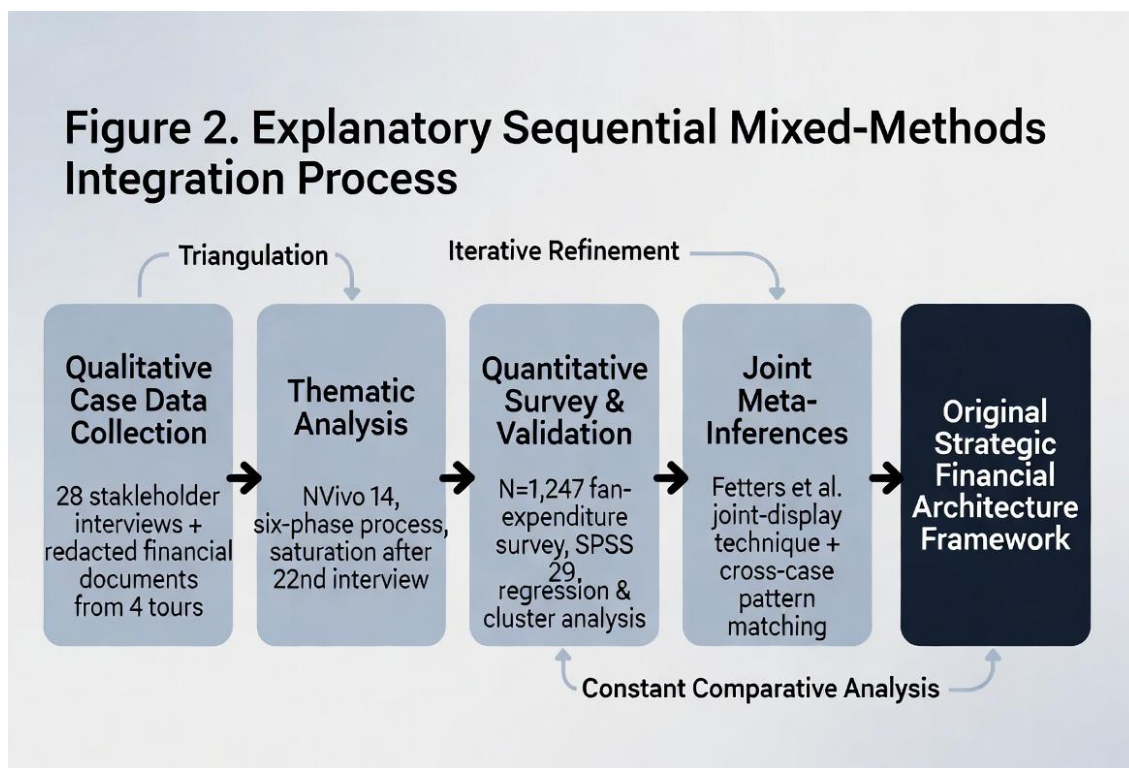 Figure 2. Explanatory Sequential Mixed-Methods
Integration Process
Triangulation
Iterative Refinement
Qualitative
Case Data
Collection
28 stakleholder
interviews +
redacted financial
documents
from 4 tours
Thematic
Analysis
NVivo 14,
six-phase process,
saturation after
22nd interview
Quantitative
Survey &
Validation
N=1,247 fan-
expenditure
survey, SPSS
29,
regression &
cluster analysis
Joint
Meta-
Inferences
Fetters et al.
joint-display
technique +
cross-case
pattern
matching
Original
Strategic
Financial
Architecture
Framework
Constant Comparative Analysis